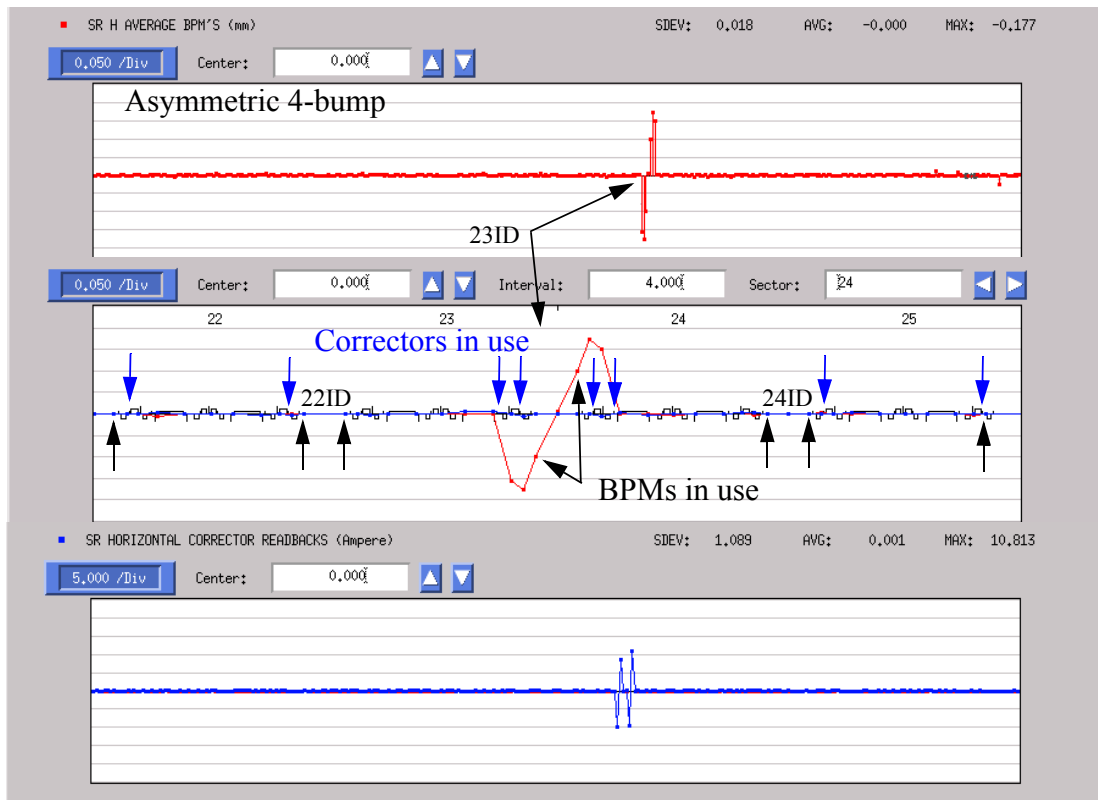 SR H AVERAGE BPM'S (mm) SDEV: 0.018 AVG: -0.000 MAX: -0.177
0.050 /Div Center: 0.000
Asymmetric 4-bump
23ID
0.050 /Div Center: 0.000 Interval: 4.000 Sector: 24
22 23 24 25
Correctors in use
22ID 24ID
BPMs in use
SR HORIZONTAL CORRECTOR READBACKS (Ampere) SDEV: 1.089 AVG: 0.001 MAX: 10.813
5.000 /Div Center: 0.000